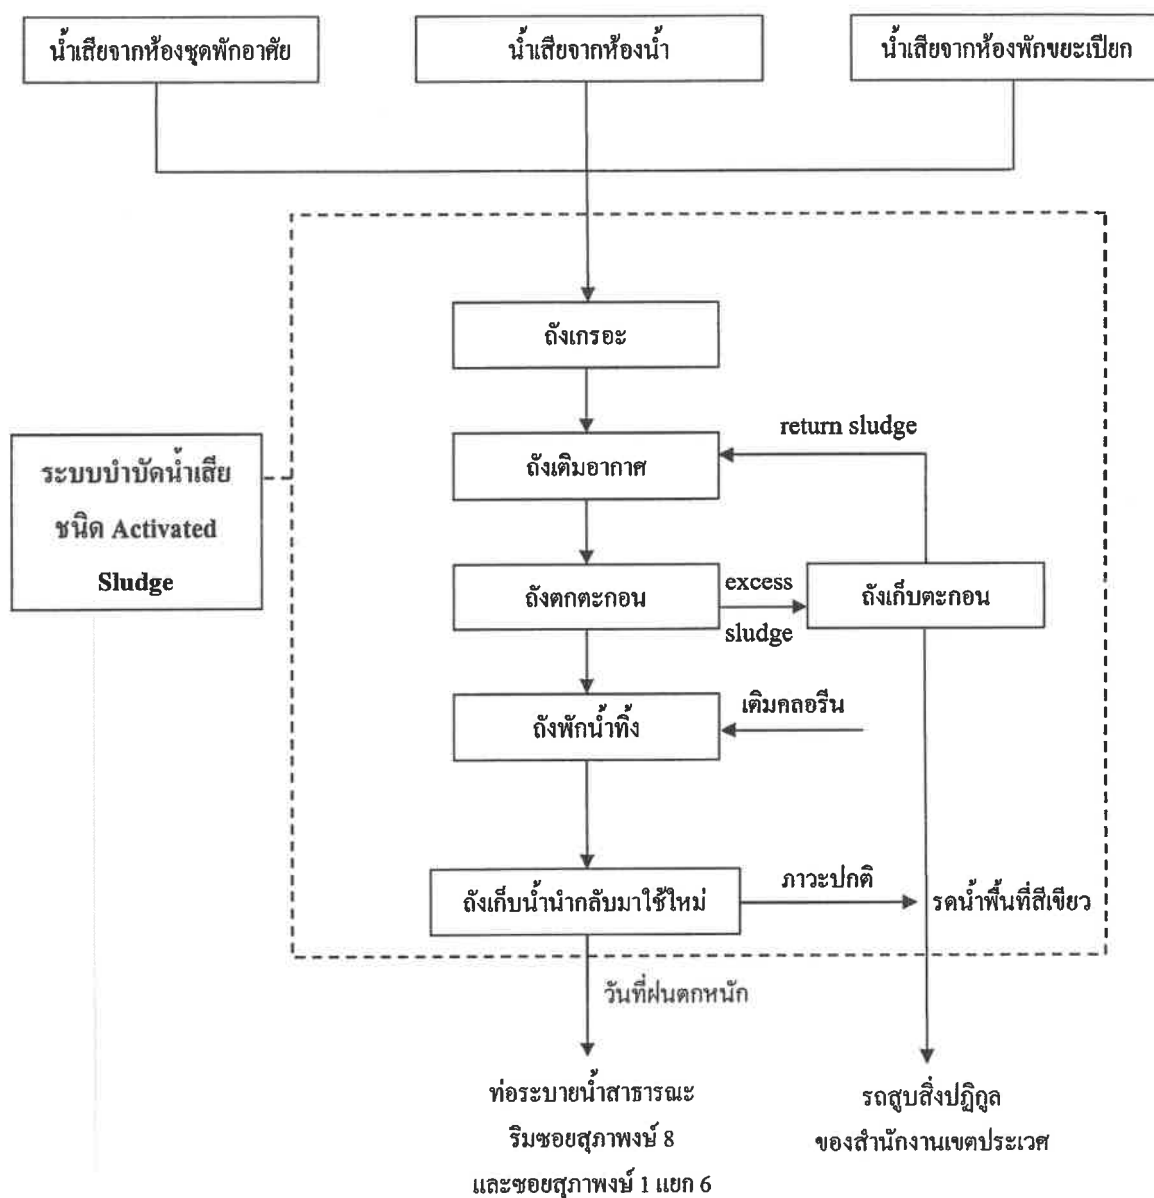 น้ำเสียจากห้องชุดพักอาศัย
น้ำเสียจากห้องน้ำ
น้ำเสียจากห้องพักขยะเปียก
ถังเกรอะ
return sludge
ถังเติมอากาศ
ระบบบำบัดน้ำเสีย
ชนิด Activated
Sludge
ถังตกตะกอน
excess
sludge
ถังเก็บตะกอน
ถังพักน้ำทิ้ง
เติมคลอรีน
ถังเก็บน้ำนำกลับมาใช้ใหม่
ภาวะปกติ
รดน้ำพื้นที่สีเขียว
วันที่ฝนตกหนัก
ท่อระบายน้ำสาธารณะ
ริมซอยสุภาพงษ์ 8
และซอยสุภาพงษ์ 1 แยก 6
รถสูบสิ่งปฏิกูล
ของสำนักงานเขตประเวศ